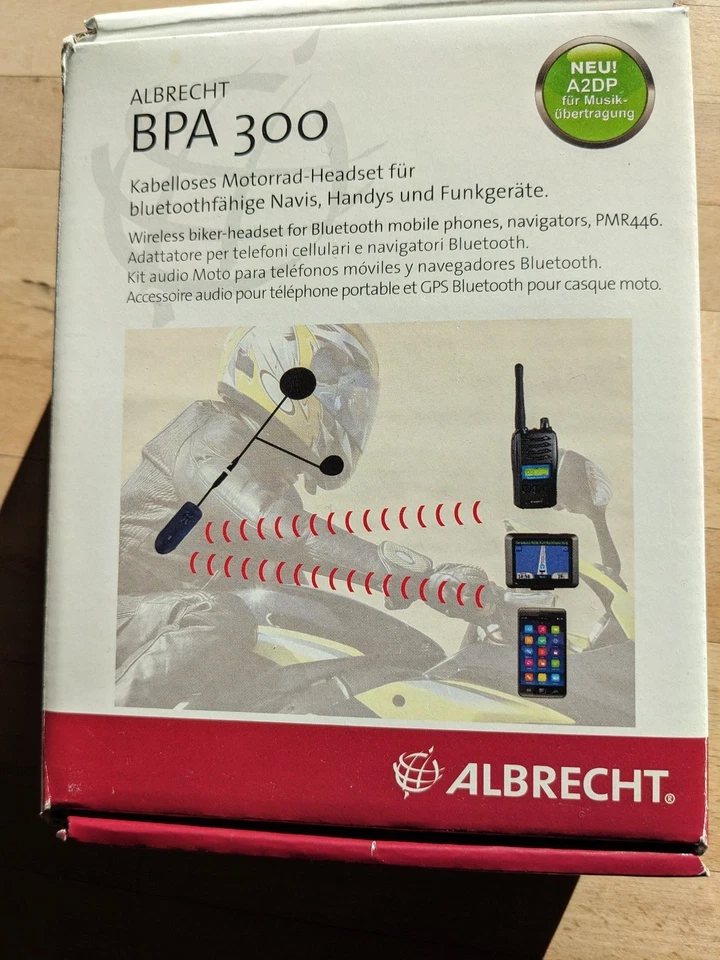 ALBRECHT
BPA 300
NEU!
A2DP
für Musik-
übertragung
Kabelloses Motorrad-Headset für
bluetoothfähige Navis, Handys und Funkgeräte.
Wireless biker-headset for Bluetooth mobile phones, navigators, PMR446.
Adattatore per telefoni cellulari e navigatori Bluetooth.
Kit audio Moto para teléfonos móviles y navegadores Bluetooth.
Accessoire audio pour téléphone portable et GPS Bluetooth pour casque moto.
ALBRECHT®